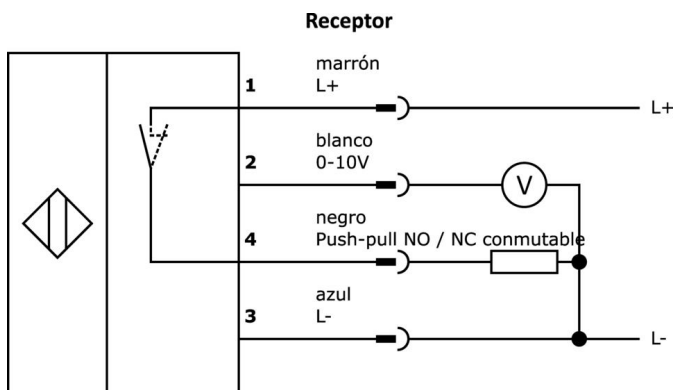 Receptor
marrón
1 L+
L+
blanco
2 0-10V
V
negro
4 Push-pull NO / NC conmutable
azul
3 L-
L-